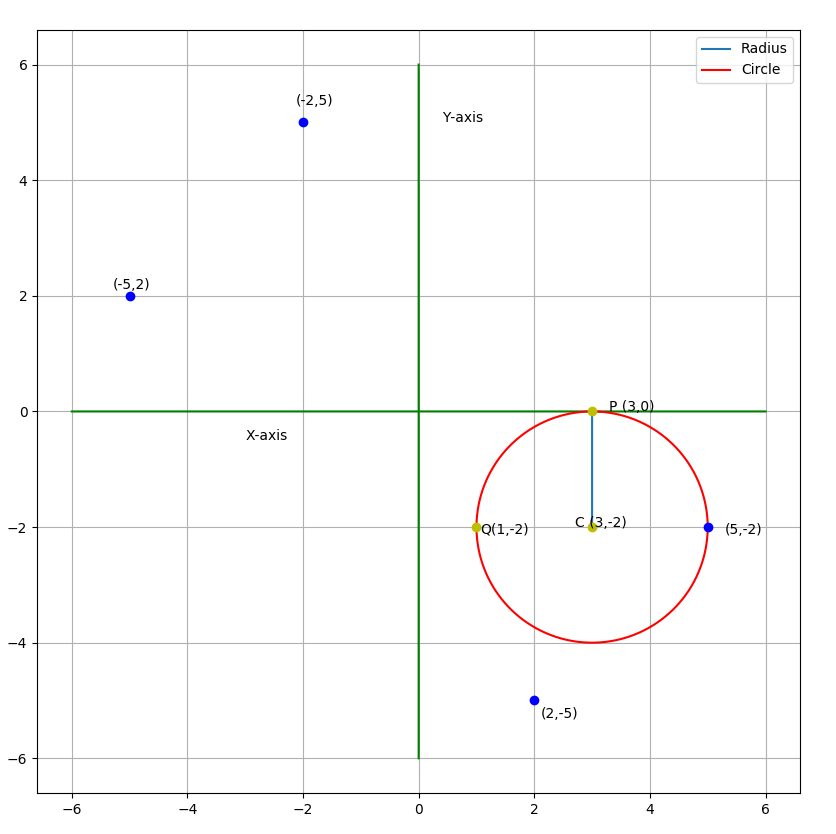 Radius
Circle
6
(-2,5)
Y-axis
4
(-5,2)
2
0
P (3,0)
X-axis
−2
Q(1,-2)
C (3,-2)
(5,-2)
−4
(2,-5)
−6
−6
−4
−2
0
2
4
6